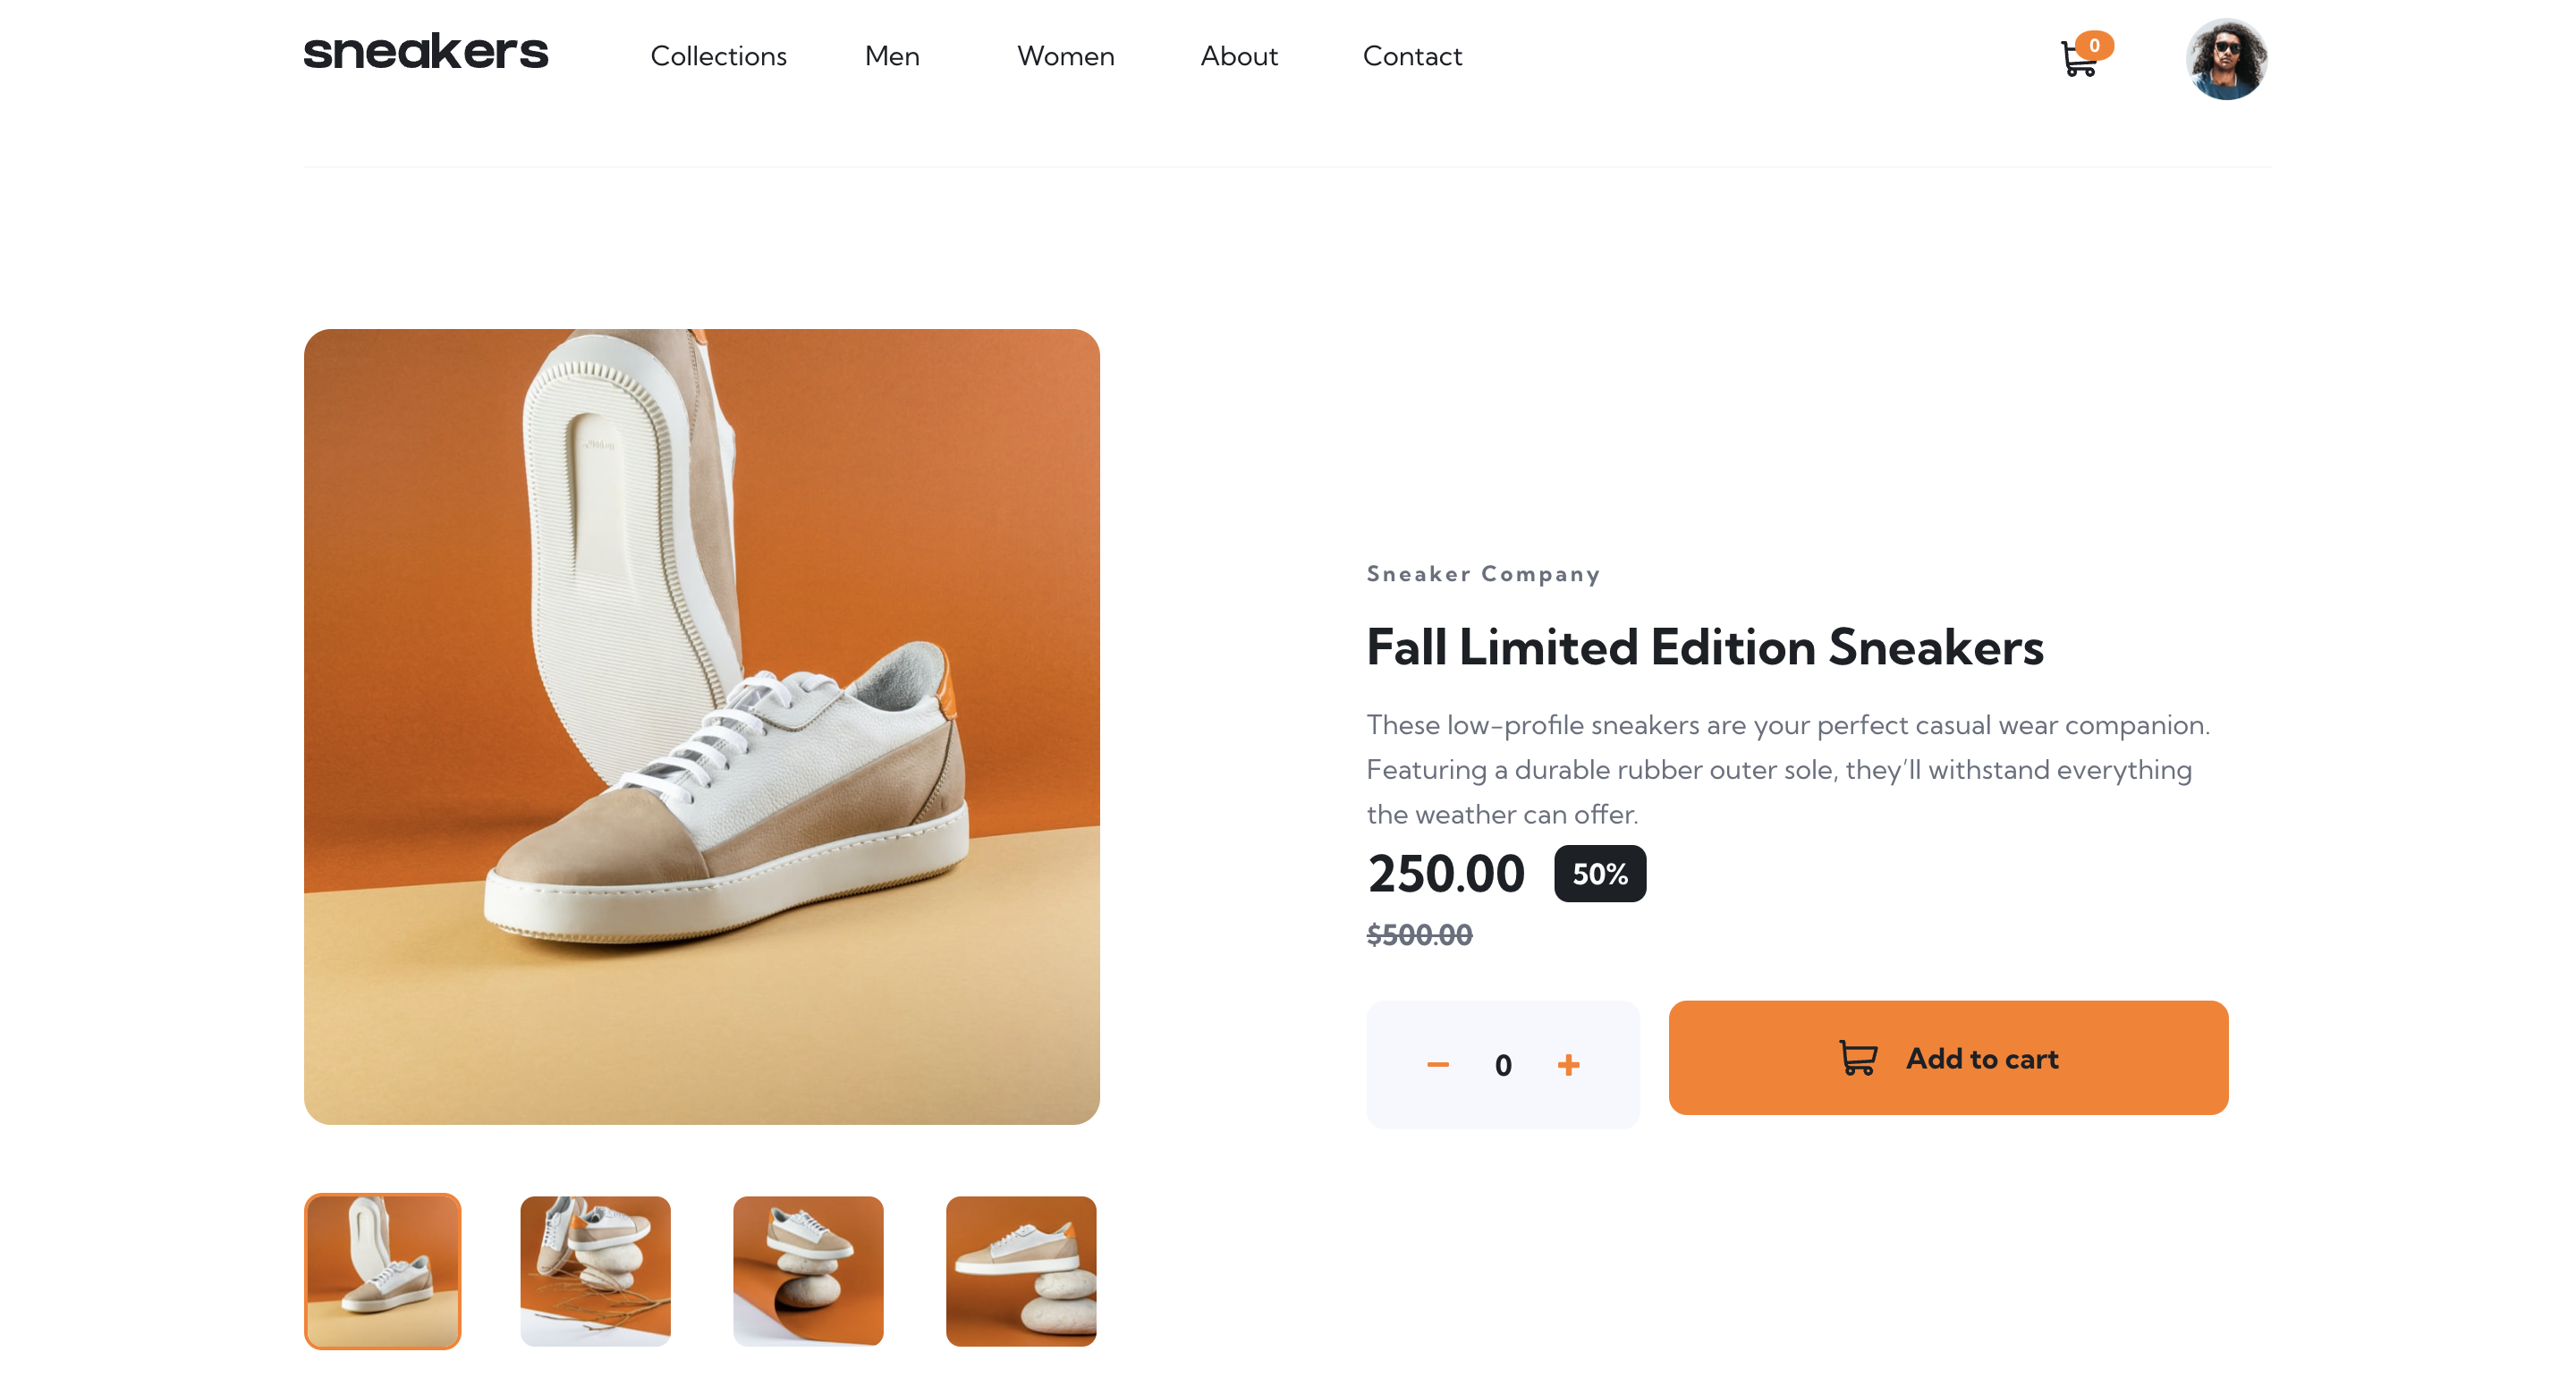 sneakers
Collections Men Women About Contact
0
Sneaker Company
Fall Limited Edition Sneakers
These low-profile sneakers are your perfect casual wear companion.
Featuring a durable rubber outer sole, they’ll withstand everything
the weather can offer.
250.00 50%
$500.00
0
Add to cart